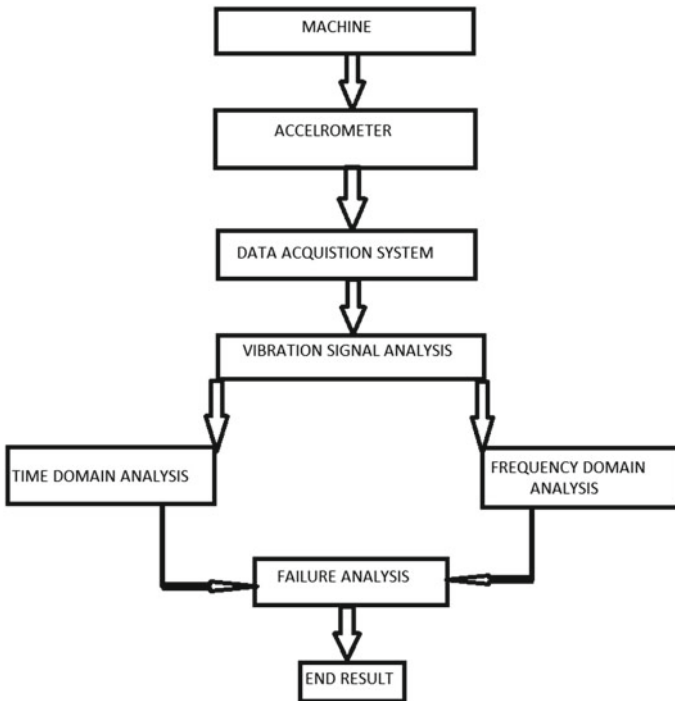 MACHINE
ACCELROMETER
DATA ACQUISTION SYSTEM
VIBRATION SIGNAL ANALYSIS
TIME DOMAIN ANALYSIS
FREQUENCY DOMAIN
ANALYSIS
FAILURE ANALYSIS
END RESULT